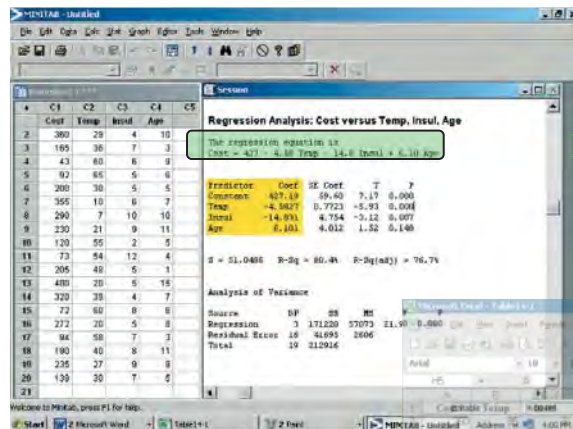 MINITAB - Untitled
File Edit Data Calc Stat Graph Editor Tools Window Help
Session
C1 C2 C3 C4 C5
Cost Temp Insul Age
2 360 29 4 10
3 165 36 7 3
4 43 60 6 9
5 92 65 5 6
6 200 30 5 5
7 355 10 6 7
8 290 7 10 10
9 230 21 9 11
10 120 55 2 5
11 73 54 12 4
12 205 48 5 1
13 400 20 5 15
14 320 39 4 7
15 72 60 8 6
16 272 20 5 8
17 94 58 7 3
18 190 40 8 11
19 235 27 9 8
20 139 30 7 5
21
Regression Analysis: Cost versus Temp, Insul, Age
The regression equation is
Cost = 427 - 4.58 Temp - 14.8 Insul + 6.10 Age
Predictor Coef SE Coef T P
Constant 427.19 59.60 7.17 0.000
Temp -4.5827 0.7723 -5.93 0.000
Insul -14.831 4.754 -3.12 0.007
Age 6.101 4.012 1.52 0.148
S = 51.0486 R-Sq = 80.4% R-Sq(adj) = 76.7%
Analysis of Variance
Source DF SS MS F P
Regression 3 171220 57073 21.90 0.000
Residual Error 16 41695 2606
Total 19 212916
Microsoft Excel - Table14-1
Arial 10
H5
Welcome to Minitab, press F1 for help.
Editable
Start 2 Microsoft Word Table14-1 2 Paint MINITAB - Untitled Address 4:00 PM